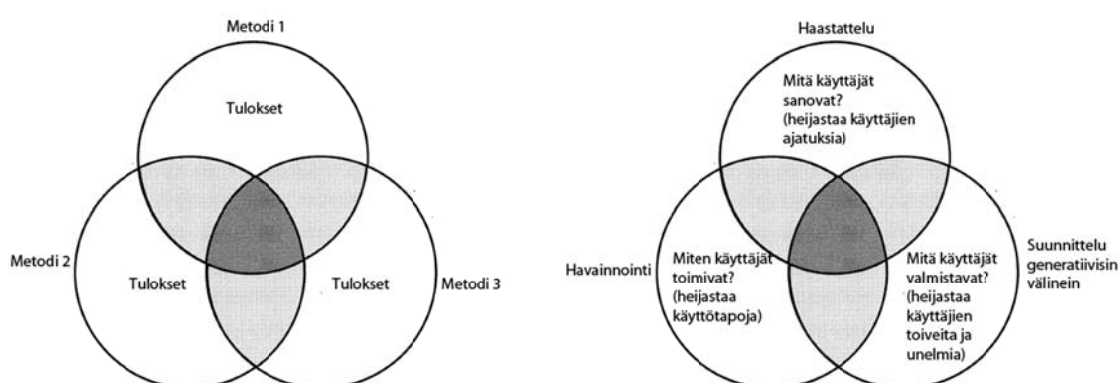 Metodi 1
Tulokset
Metodi 2
Tulokset
Tulokset
Metodi 3
Haastattelu
Mitä käyttäjät
sanovat?
(heijastaa käyttäjien
ajatuksia)
Havainnointi
Miten käyttäjät
toimivat?
(heijastaa
käyttötapoja)
Mitä käyttäjät
valmistavat?
(heijastaa
käyttäjien
toiveita ja
unelmia)
Suunnittelu
generatiivisin
välinein